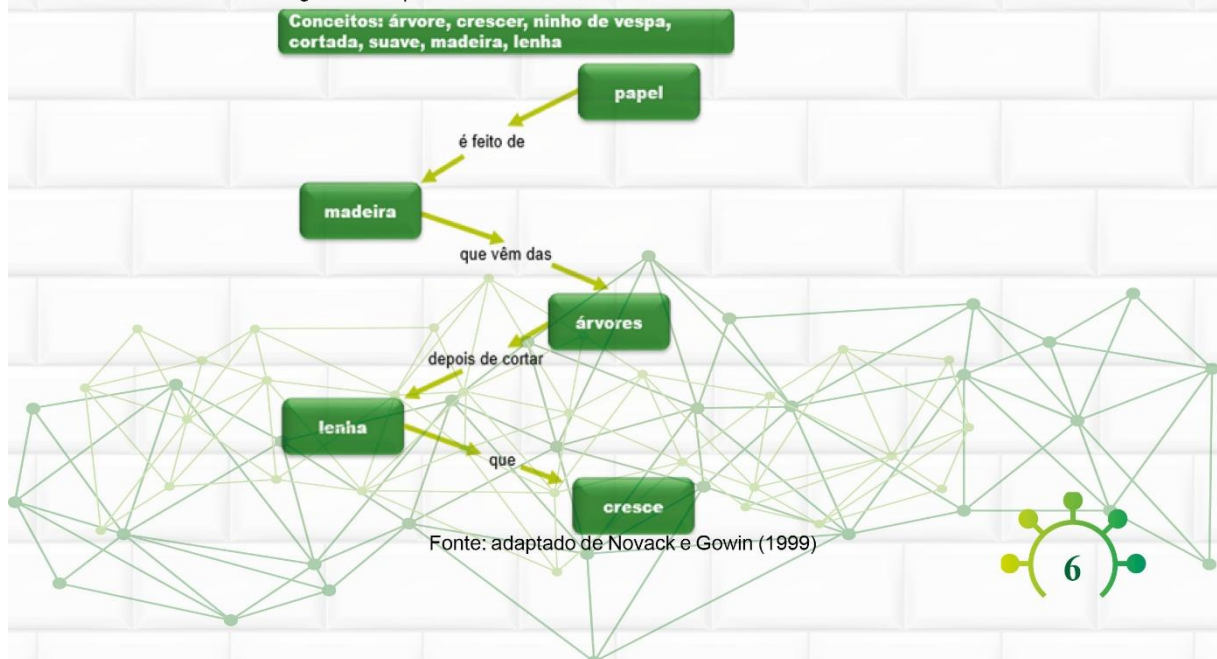 Conceitos: árvore, crescer, ninho de vespa,
cortada, suave, madeira, lenha
papel
é feito de
madeira
que vêm das
árvores
depois de cortar
lenha
que
cresce
Fonte: adaptado de Novack e Gowin (1999)
6